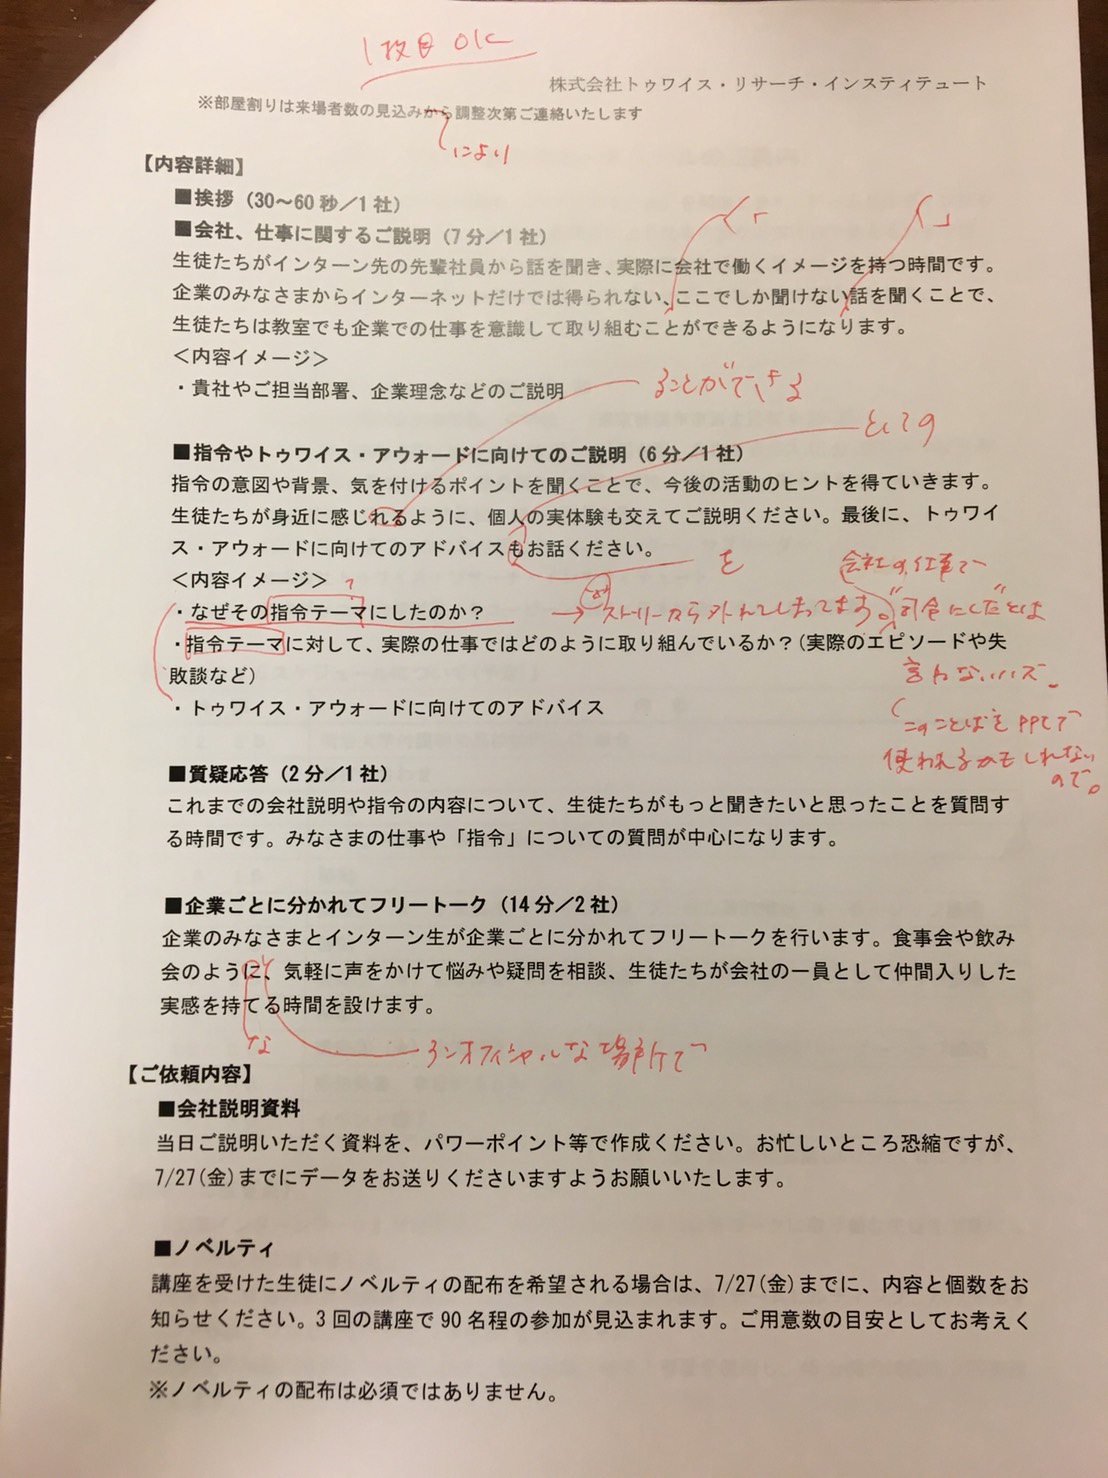 1枚目OK
株式会社トゥワイス・リサーチ・インスティテュート
※部屋割りは来場者数の見込みから調整次第ご連絡いたします
により
【内容詳細】
■挨拶（30～60秒／1社）
「 」
■会社、仕事に関するご説明（7分／1社）
生徒たちがインターン先の先輩社員から話を聞き、実際に会社で働くイメージを持つ時間です。
企業のみなさまからインターネットだけでは得られない、ここでしか聞けない話を聞くことで、
生徒たちは教室でも企業での仕事を意識して取り組むことができるようになります。
＜内容イメージ＞
・貴社やご担当部署、企業理念などのご説明
ることができる
としての
■指令やトゥワイス・アウォードに向けてのご説明（6分／1社）
指令の意図や背景、気を付けるポイントを聞くことで、今後の活動のヒントを得ていきます。
生徒たちが身近に感じれるように、個人の実体験も交えてご説明ください。最後に、トゥワイ
ス・アウォードに向けてのアドバイスもお話ください。
を
＜内容イメージ＞
?
・なぜその指令テーマにしたのか？
会社の仕事で
→ ストーリーから外れてしまってます。"司令にしだとは
・指令テーマに対して、実際の仕事ではどのように取り組んでいるか？(実際のエピソードや失
敗談など)
言わないハズ。
・トゥワイス・アウォードに向けてのアドバイス
(このことばをPPTで
使われるかもしれない
ので。
■質疑応答（2分／1社）
これまでの会社説明や指令の内容について、生徒たちがもっと聞きたいと思ったことを質問す
る時間です。みなさまの仕事や「指令」についての質問が中心になります。
■企業ごとに分かれてフリートーク（14分／2社）
企業のみなさまとインターン生が企業ごとに分かれてフリートークを行います。食事会や飲み
会のように、気軽に声をかけて悩みや疑問を相談、生徒たちが会社の一員として仲間入りした
実感を持てる時間を設けます。
な
アンオフィシャルな場所で
【ご依頼内容】
■会社説明資料
当日ご説明いただく資料を、パワーポイント等で作成ください。お忙しいところ恐縮ですが、
7/27(金)までにデータをお送りくださいますようお願いいたします。
■ノベルティ
講座を受けた生徒にノベルティの配布を希望される場合は、7/27(金)までに、内容と個数をお
知らせください。3回の講座で90名程の参加が見込まれます。ご用意数の目安としてお考えく
ださい。
※ノベルティの配布は必須ではありません。